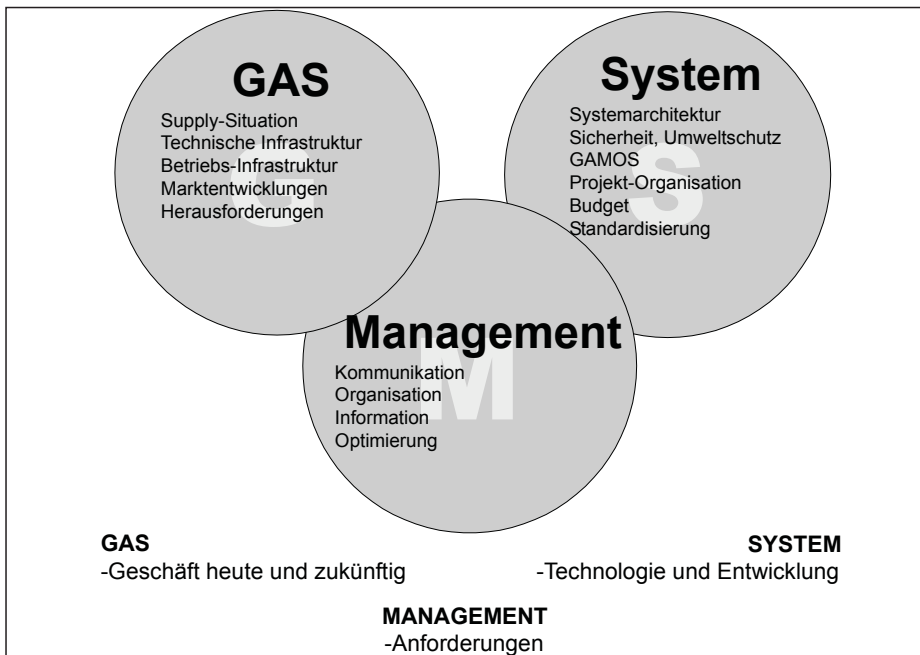 GAS
Supply-Situation
Technische Infrastruktur
Betriebs-Infrastruktur
Marktentwicklungen
Herausforderungen
G
System
Systemarchitektur
Sicherheit, Umweltschutz
GAMOS
Projekt-Organisation
Budget
Standardisierung
S
Management
Kommunikation
Organisation
Information
Optimierung
M
GAS
-Geschäft heute und zukünftig
SYSTEM
-Technologie und Entwicklung
MANAGEMENT
-Anforderungen